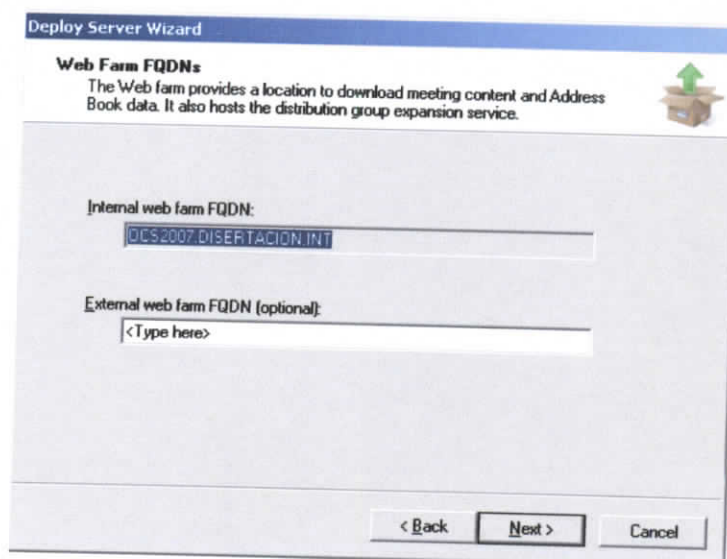 Deploy Server Wizard
Web Farm FQDNs
The Web farm provides a location to download meeting content and Address
Book data. It also hosts the distribution group expansion service.
Internal web farm FQDN:
OCS2007.DISERTACION.INT
External web farm FQDN (optional):
<Type here>
< Back
Next >
Cancel